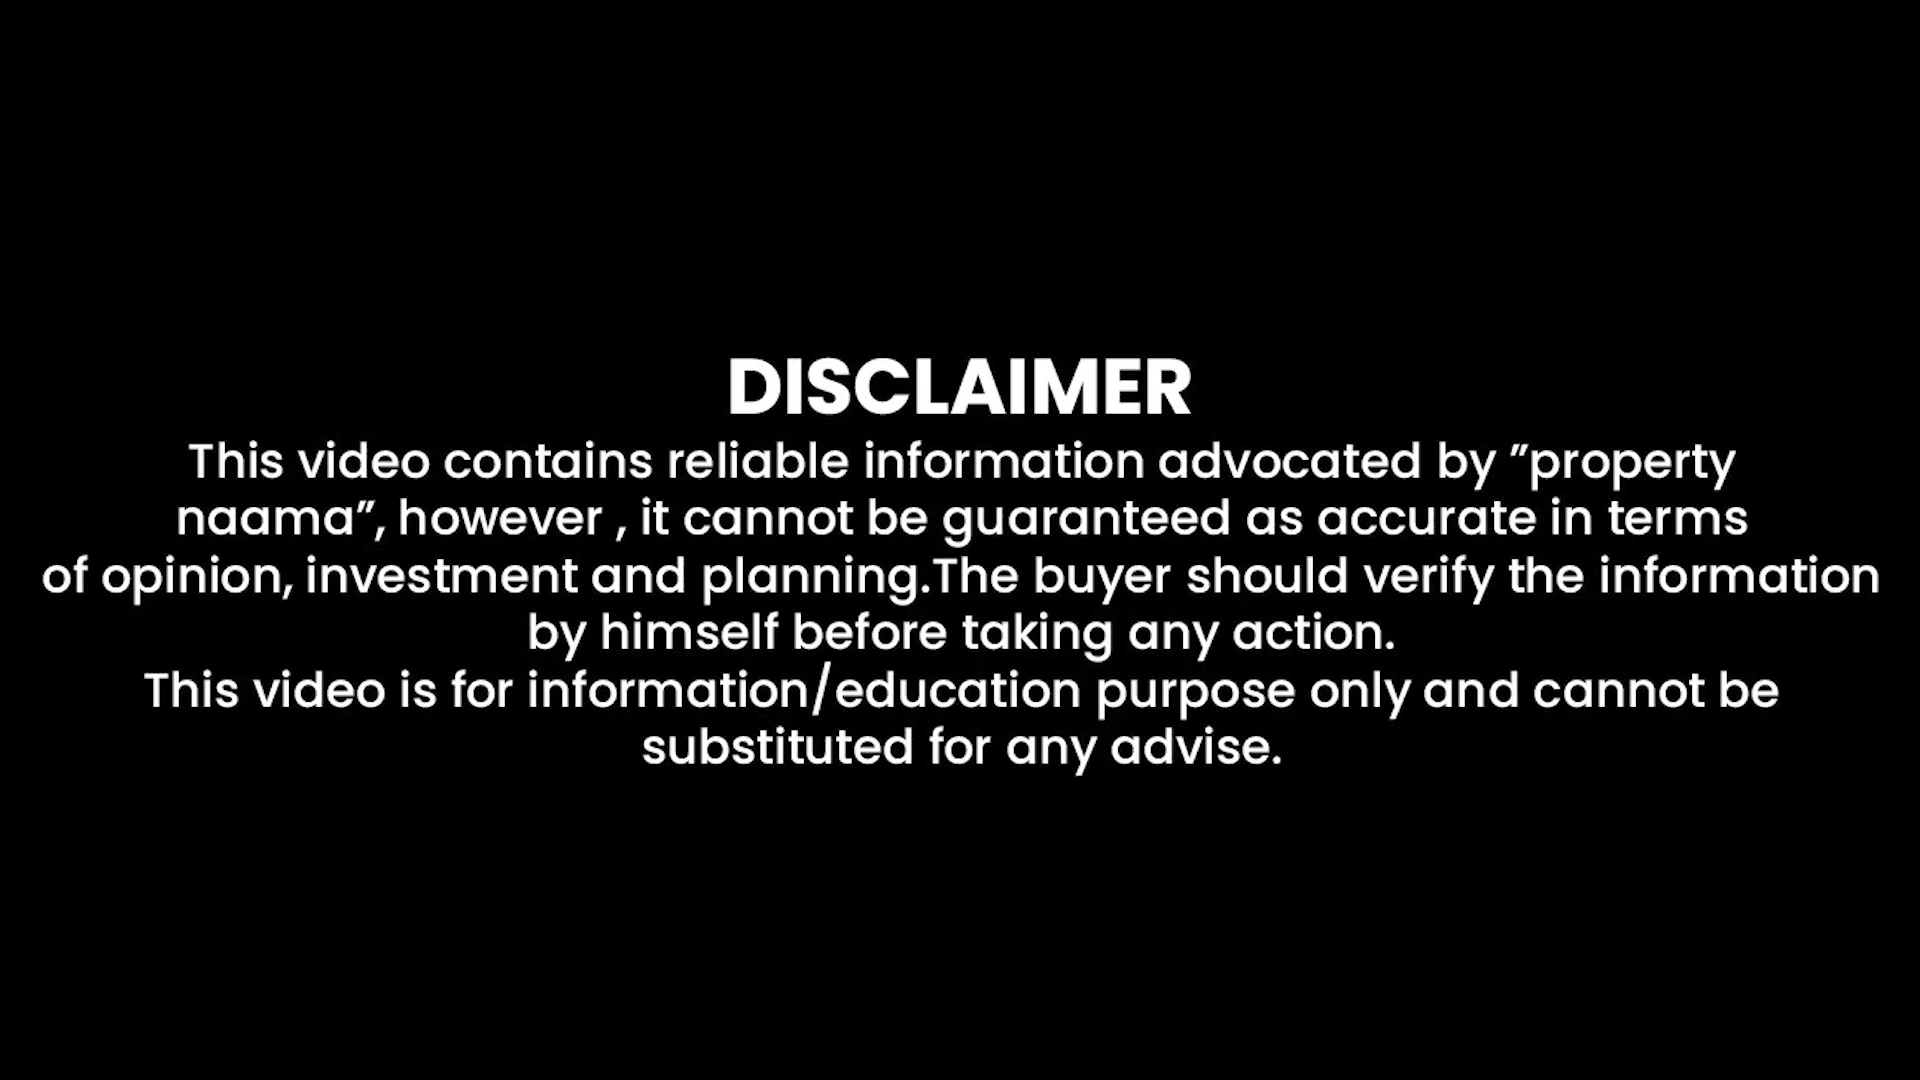 DISCLAIMER
This video contains reliable information advocated by ”property
naama”, however , it cannot be guaranteed as accurate in terms
of opinion, investment and planning.The buyer should verify the information
by himself before taking any action.
This video is for information/education purpose only and cannot be
substituted for any advise.